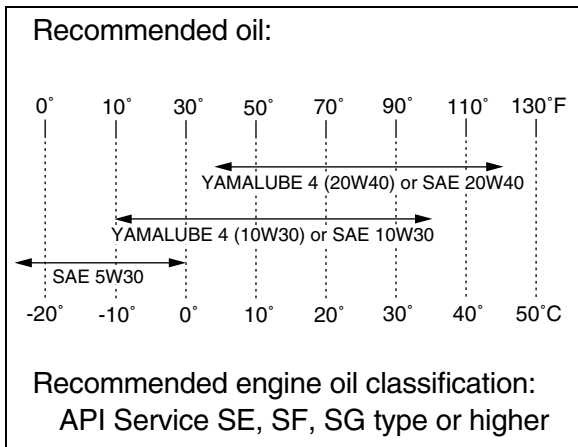 Recommended oil:
0˚ 10˚ 30˚ 50˚ 70˚ 90˚ 110˚ 130˚F
YAMALUBE 4 (20W40) or SAE 20W40
YAMALUBE 4 (10W30) or SAE 10W30
SAE 5W30
-20˚ -10˚ 0˚ 10˚ 20˚ 30˚ 40˚ 50˚C
Recommended engine oil classification:
API Service SE, SF, SG type or higher